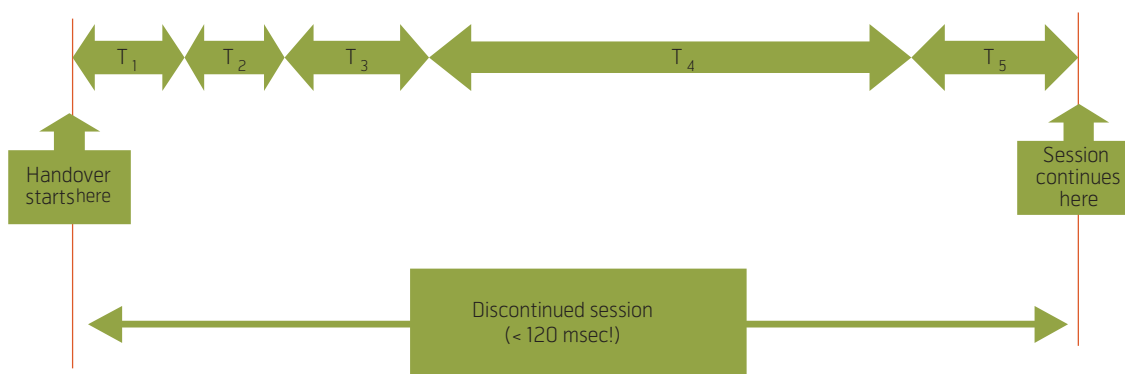 T1
T2
T3
T4
T5
Handover
starts here
Session
continues
here
Discontinued session
(< 120 msec!)